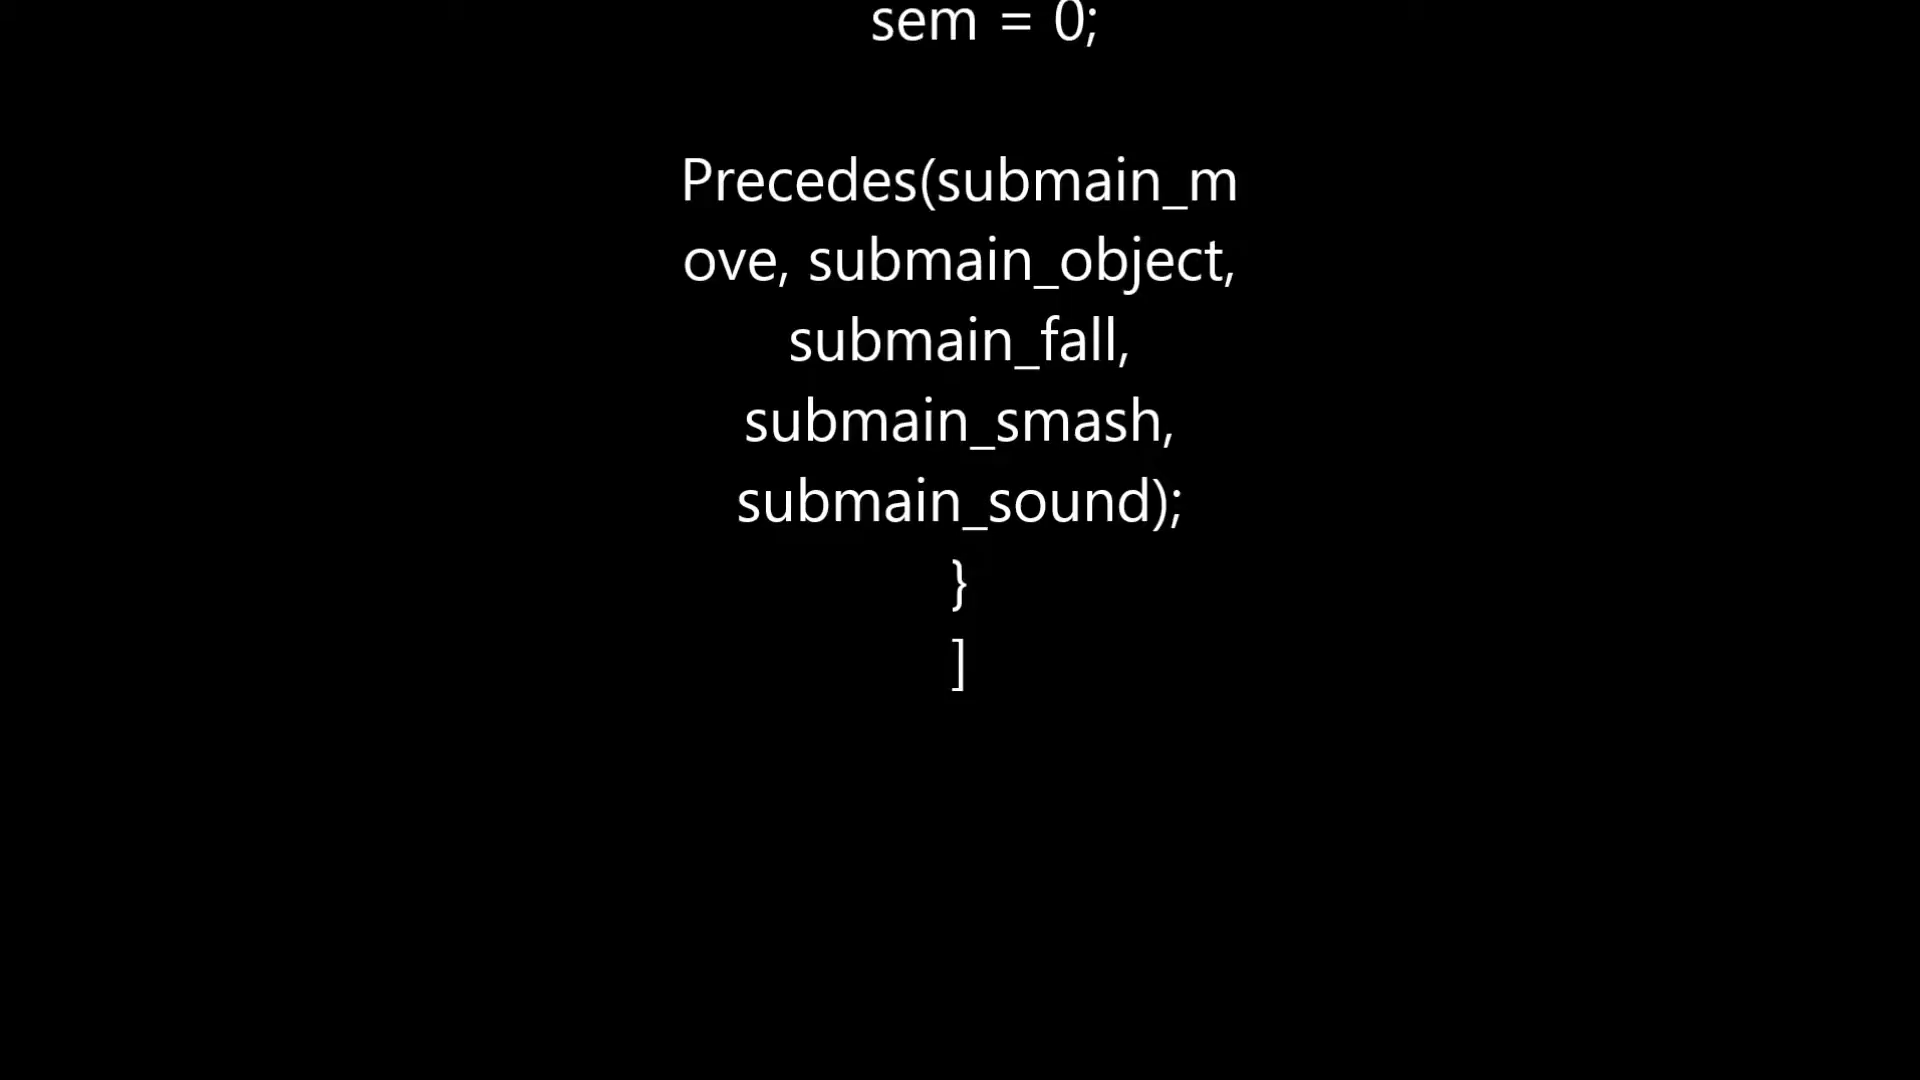 sem = 0;
Precedes(submain_m
ove, submain_object,
submain_fall,
submain_smash,
submain_sound);
}
]